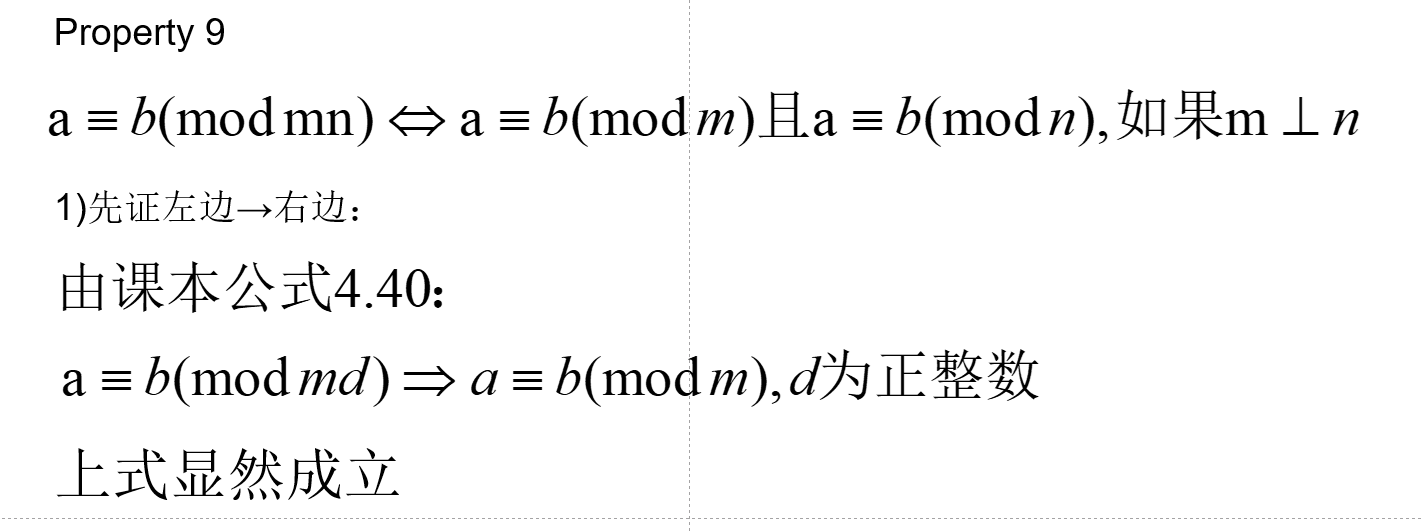 Property 9
a ≡ b(mod mn) ⇔ a ≡ b(mod m)且a ≡ b(mod n),如果m ⊥ n
1)先证左边→右边：
由课本公式4.40：
a ≡ b(mod md) ⇒ a ≡ b(mod m), d为正整数
上式显然成立